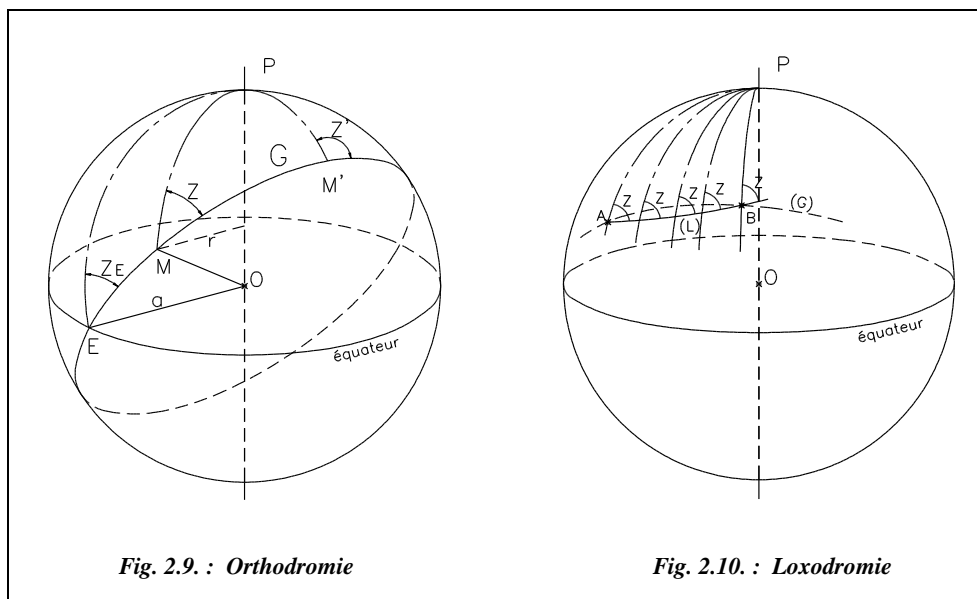 P
Z'
G
M'
Z
r
M
ZE
O
a
E
équateur
Fig. 2.9. : Orthodromie
P
Z
Z
Z
Z
Z
A
B
(G)
(L)
O
équateur
Fig. 2.10. : Loxodromie